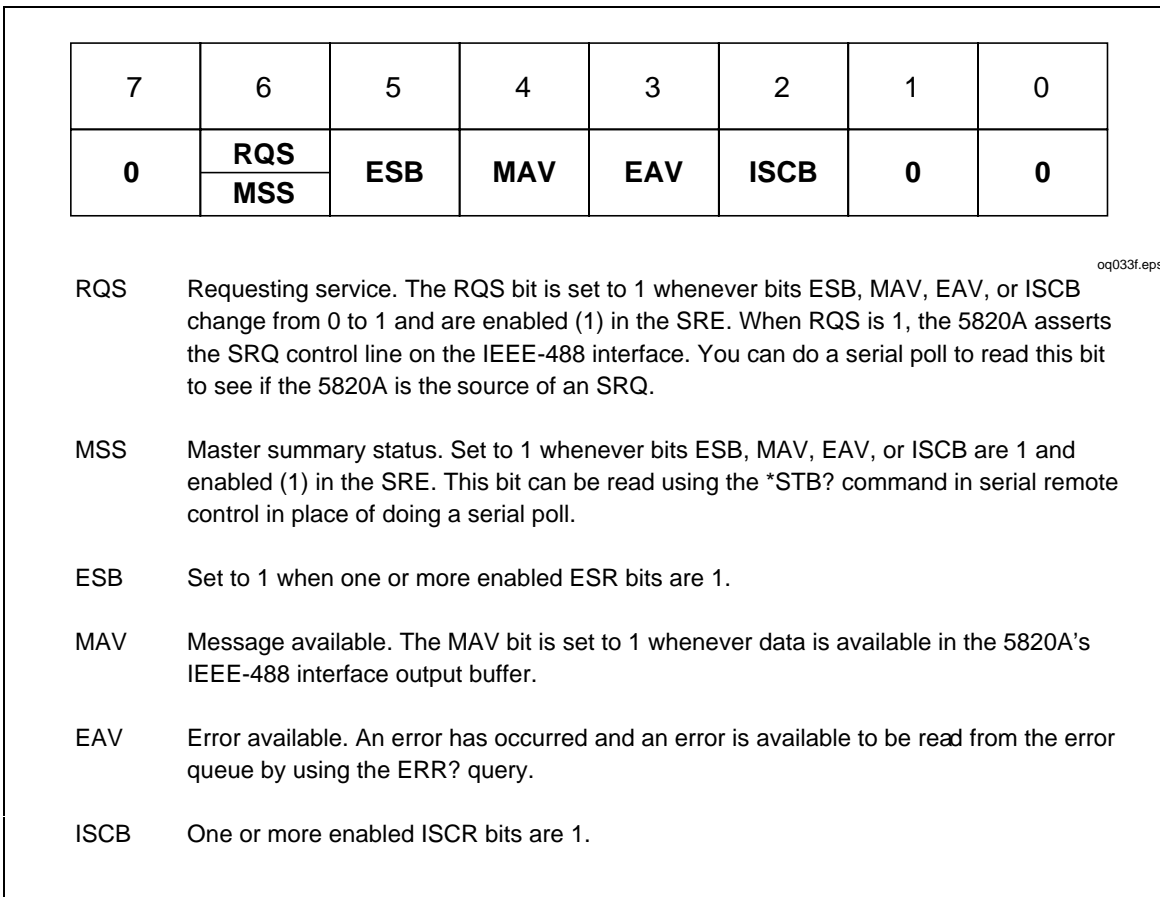 7 6 5 4 3 2 1 0
0 RQS MSS ESB MAV EAV ISCB 0 0
oq033f.eps
RQS Requesting service. The RQS bit is set to 1 whenever bits ESB, MAV, EAV, or ISCB
change from 0 to 1 and are enabled (1) in the SRE. When RQS is 1, the 5820A asserts
the SRQ control line on the IEEE-488 interface. You can do a serial poll to read this bit
to see if the 5820A is the source of an SRQ.
MSS Master summary status. Set to 1 whenever bits ESB, MAV, EAV, or ISCB are 1 and
enabled (1) in the SRE. This bit can be read using the *STB? command in serial remote
control in place of doing a serial poll.
ESB Set to 1 when one or more enabled ESR bits are 1.
MAV Message available. The MAV bit is set to 1 whenever data is available in the 5820A’s
IEEE-488 interface output buffer.
EAV Error available. An error has occurred and an error is available to be read from the error
queue by using the ERR? query.
ISCB One or more enabled ISCR bits are 1.